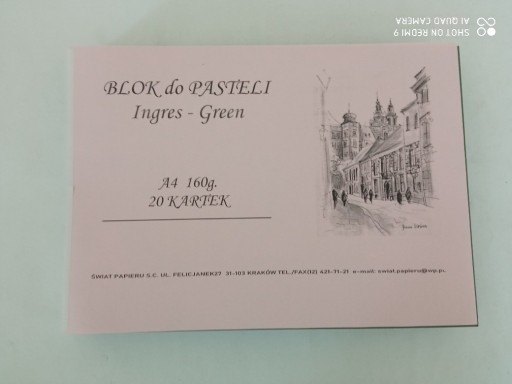 SHOT ON REDMI 9
AI QUAD CAMERA
BLOK do PASTELI
Ingres - Green
A4 160g.
20 KARTEK
ŚWIAT PAPIERU S.C. UL. FELICJANEK27 31-103 KRAKÓW TEL./FAX(12) 421-71-21 e-mail: swiat.papieru@wp.pl